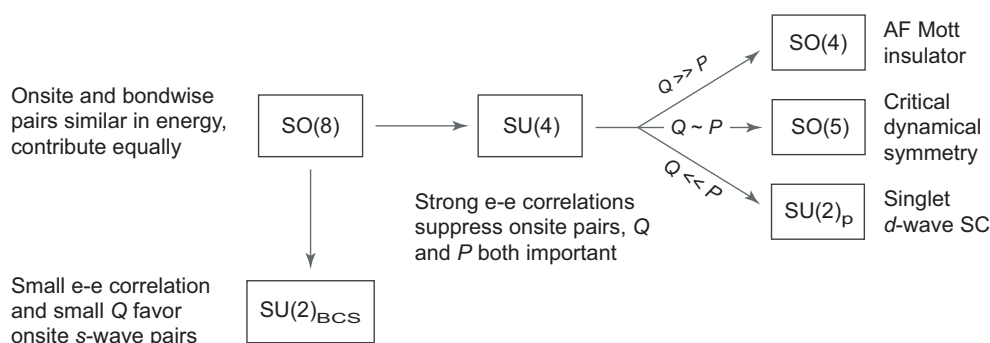 Onsite and bondwise
pairs similar in energy,
contribute equally
SO(8)
SU(4)
Strong e-e correlations
suppress onsite pairs, Q
and P both important
Q >> P
SO(4)
AF Mott
insulator
Q ~ P
SO(5)
Critical
dynamical
symmetry
Q << P
SU(2)p
Singlet
d-wave SC
Small e-e correlation
and small Q favor
onsite s-wave pairs
SU(2)BCS